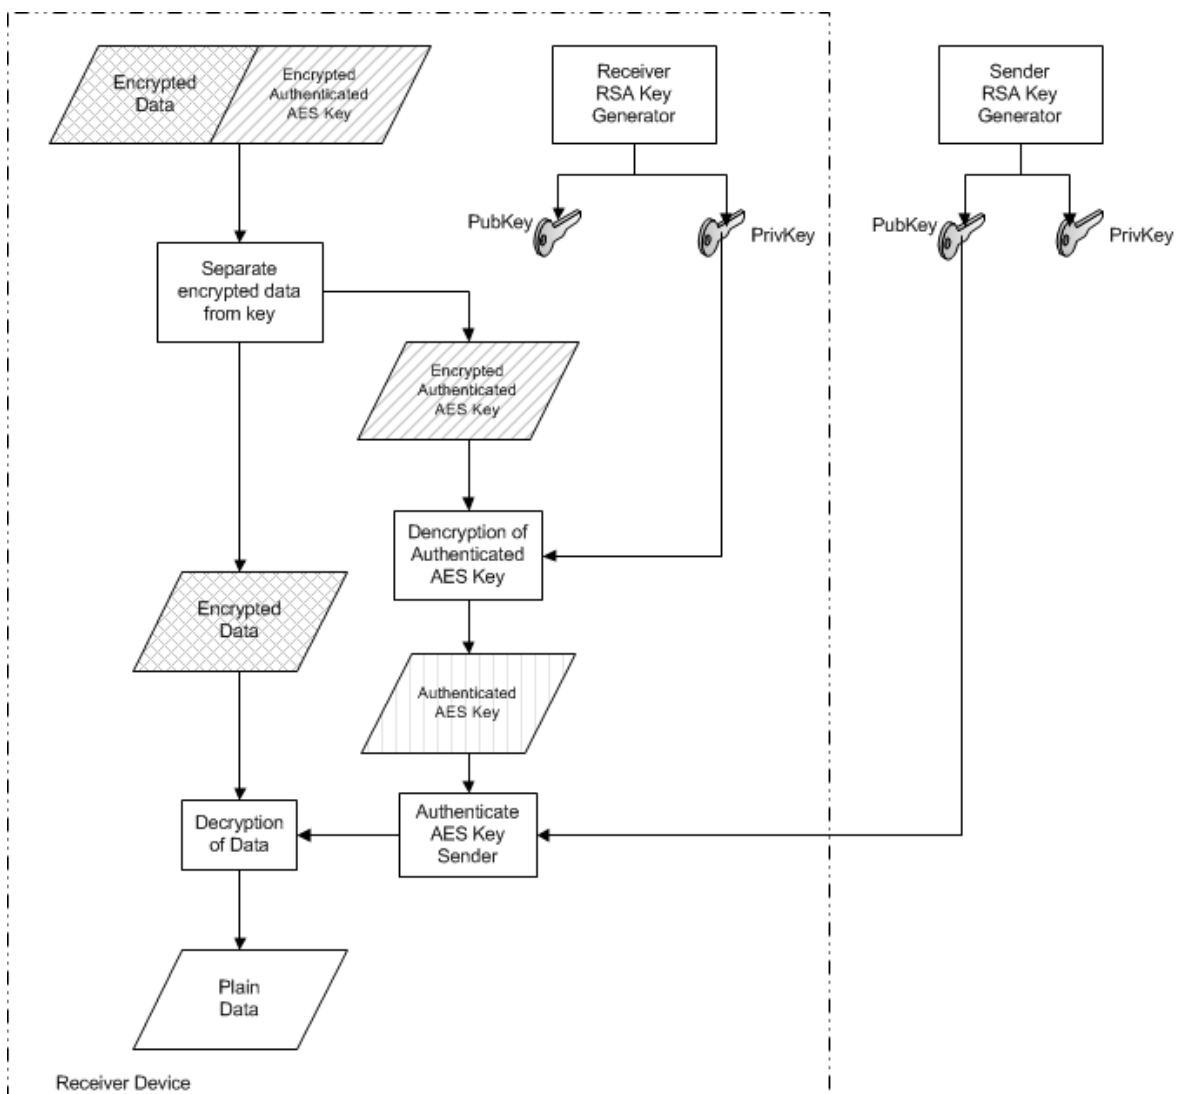 Encrypted
Data
Encrypted
Authenticated
AES Key
Receiver
RSA Key
Generator
Sender
RSA Key
Generator
PubKey
PrivKey
PubKey
PrivKey
Separate
encrypted data
from key
Encrypted
Authenticated
AES Key
Dencryption of
Authenticated
AES Key
Encrypted
Data
Authenticated
AES Key
Decryption
of Data
Authenticate
AES Key
Sender
Plain
Data
Receiver Device